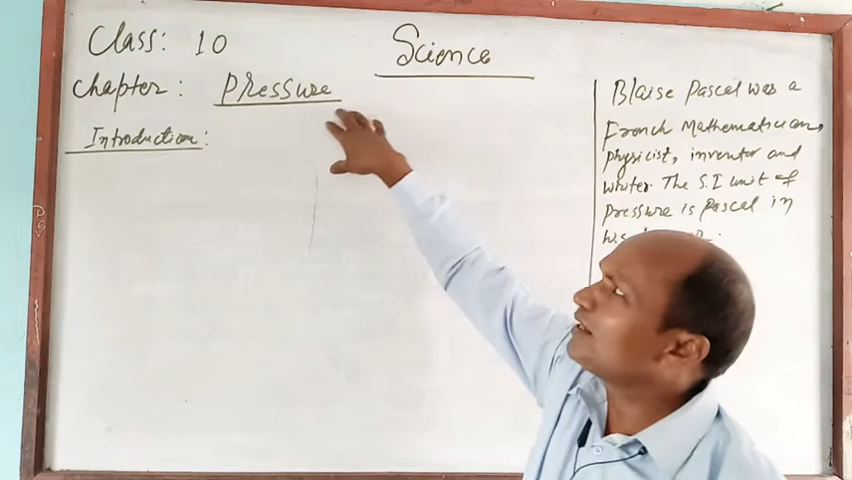 Class: 10
Science
Chapter: Pressure
Introduction:
Blaise Pascal was a
French Mathematician,
physicist, inventor and
writer. The S.I unit of
Pressure is Pascal in
his